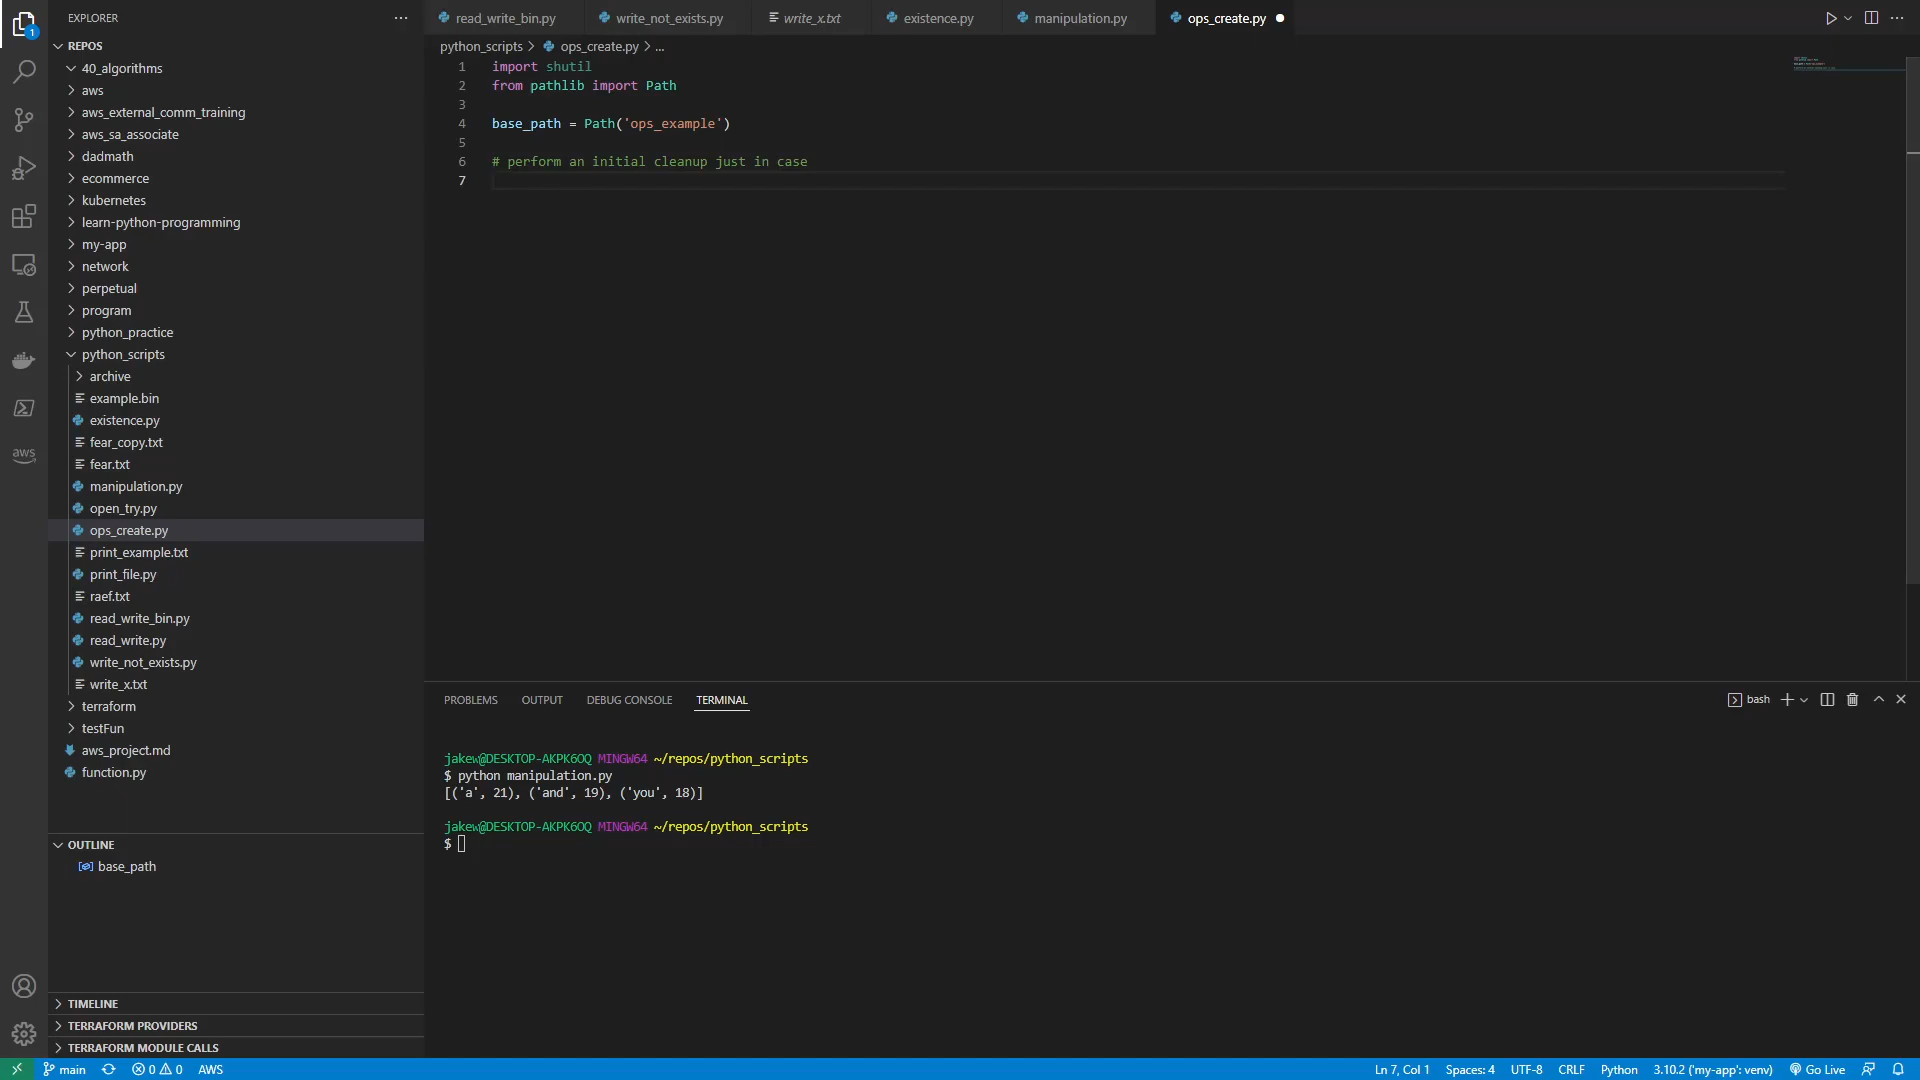 EXPLORER
REPOS
40_algorithms
aws
aws_external_comm_training
aws_sa_associate
dadmath
ecommerce
kubernetes
learn-python-programming
my-app
network
perpetual
program
python_practice
python_scripts
archive
example.bin
existence.py
fear_copy.txt
fear.txt
manipulation.py
open_try.py
ops_create.py
print_example.txt
print_file.py
raef.txt
read_write_bin.py
read_write.py
write_not_exists.py
write_x.txt
terraform
testFun
aws_project.md
function.py
OUTLINE
base_path
TIMELINE
TERRAFORM PROVIDERS
TERRAFORM MODULE CALLS
1
aws
read_write_bin.py write_not_exists.py write_x.txt existence.py manipulation.py ops_create.py
python_scripts > ops_create.py > ...
1 import shutil
2 from pathlib import Path
3
4 base_path = Path('ops_example')
5
6 # perform an initial cleanup just in case
7
PROBLEMS OUTPUT DEBUG CONSOLE TERMINAL bash
jakew@DESKTOP-AKPK6OQ MINGW64 ~/repos/python_scripts
$ python manipulation.py
[('a', 21), ('and', 19), ('you', 18)]
jakew@DESKTOP-AKPK6OQ MINGW64 ~/repos/python_scripts
$
main 0 0 AWS Ln 7, Col 1 Spaces: 4 UTF-8 CRLF Python 3.10.2 ('my-app': venv) Go Live